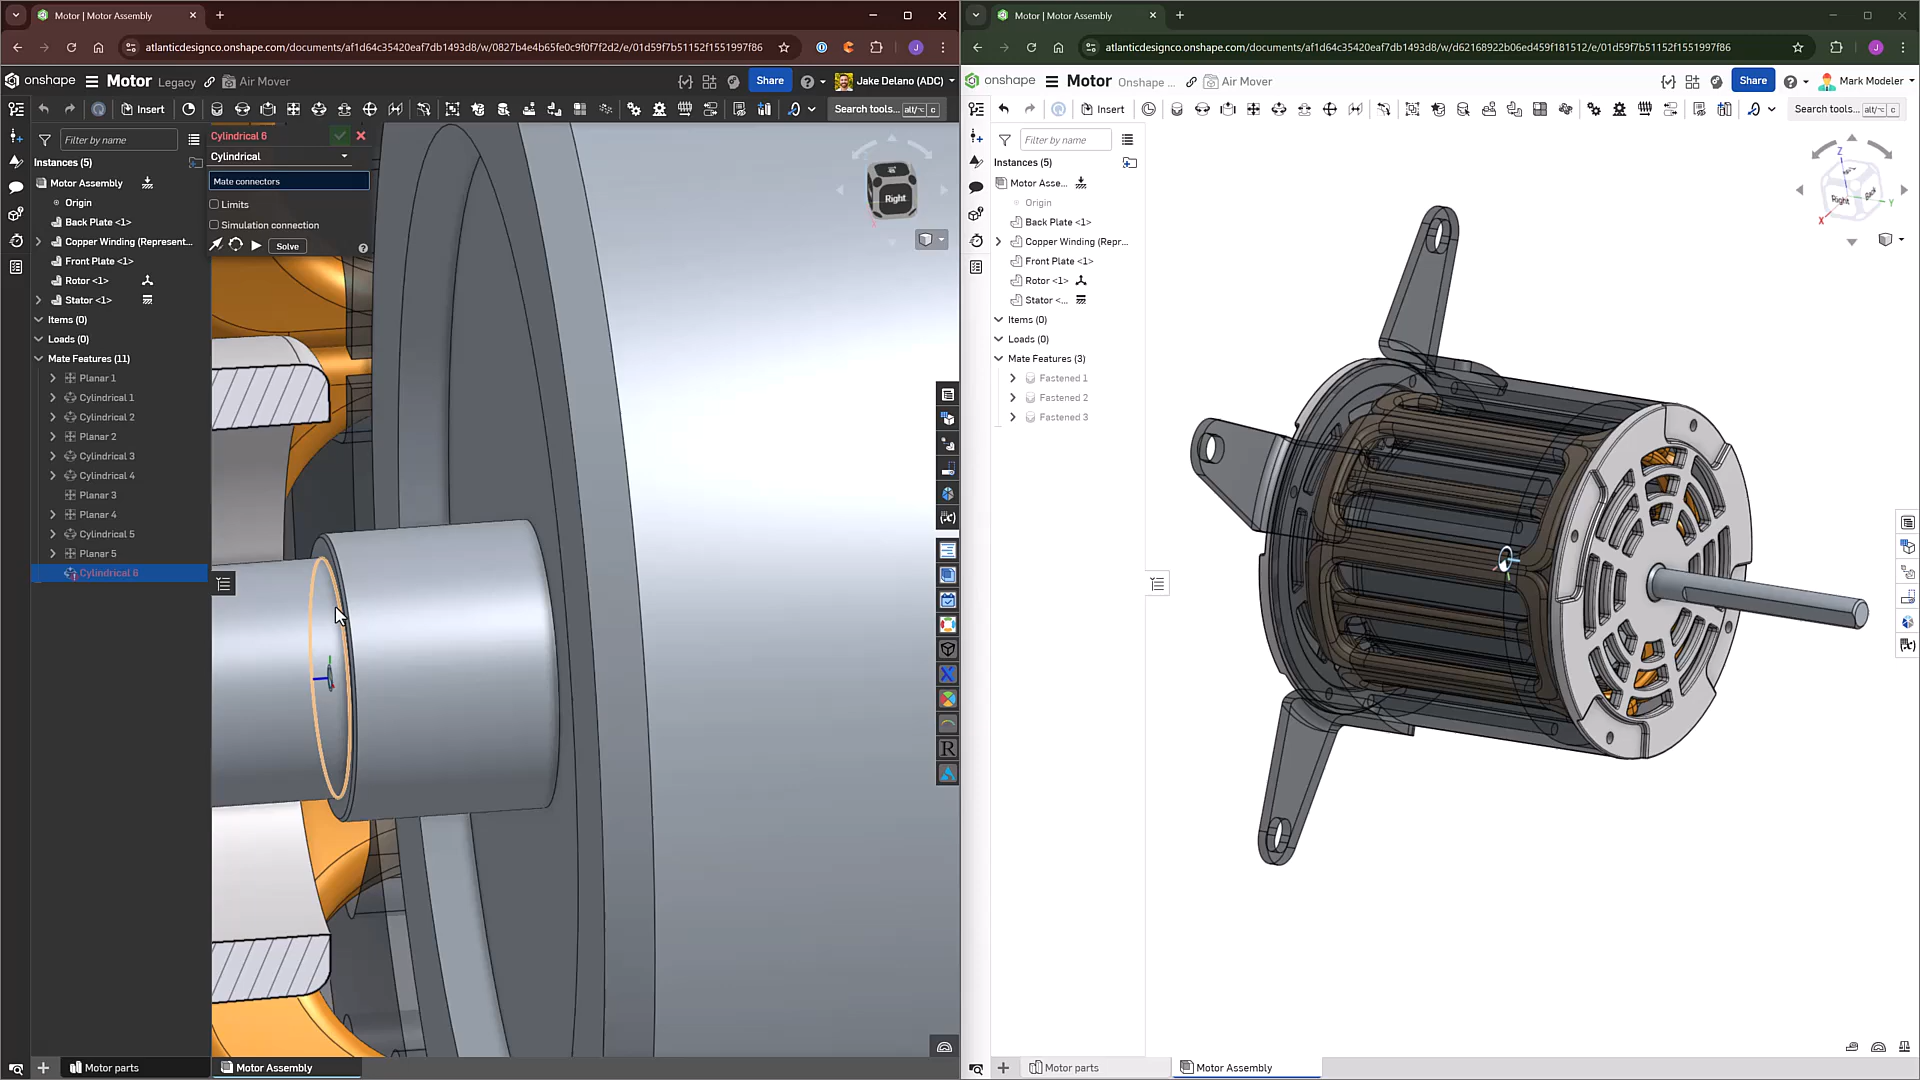 Motor | Motor Assembly
atlanticdesignco.onshape.com/documents/af1d64c35420eaf7db1493d8/w/0827b4e4b65fe0c9f0f7f2d2/e/01d59f7b51152f1551997f86
J
onshape
Motor Legacy
Air Mover
Share
Jake Delano (ADC)
Insert
Search tools... alt/⌥ c
Filter by name
Instances (5)
Motor Assembly
Origin
Back Plate <1>
Copper Winding (Represent...
Front Plate <1>
Rotor <1>
Stator <1>
Items (0)
Loads (0)
Mate Features (11)
Planar 1
Cylindrical 1
Cylindrical 2
Planar 2
Cylindrical 3
Cylindrical 4
Planar 3
Planar 4
Cylindrical 5
Planar 5
Cylindrical 6
Cylindrical 6
Cylindrical
Mate connectors
Limits
Simulation connection
Solve
Right
Motor parts
Motor Assembly
Motor | Motor Assembly
atlanticdesignco.onshape.com/documents/af1d64c35420eaf7db1493d8/w/d62168922b06ed459f181512/e/01d59f7b51152f1551997f86
J
onshape
Motor Onshape ...
Air Mover
Share
Mark Modeler
Insert
Search tools... alt/⌥ c
Filter by name
Instances (5)
Motor Asse...
Origin
Back Plate <1>
Copper Winding (Repr...
Front Plate <1>
Rotor <1>
Stator <...
Items (0)
Loads (0)
Mate Features (3)
Fastened 1
Fastened 2
Fastened 3
Z
Right
Back
Y
X
Motor parts
Motor Assembly